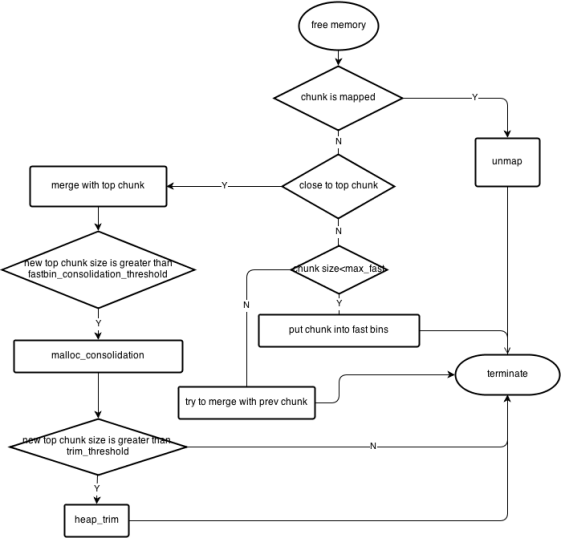 free memory
chunk is mapped
Y
N
unmap
merge with top chunk
Y
close to top chunk
N
new top chunk size is greater than
fastbin_consolidation_threshold
chunk size<max_fast
N
Y
Y
put chunk into fast bins
malloc_consolidation
terminate
try to merge with prev chunk
new top chunk size is greater than
trim_threshold
N
Y
heap_trim